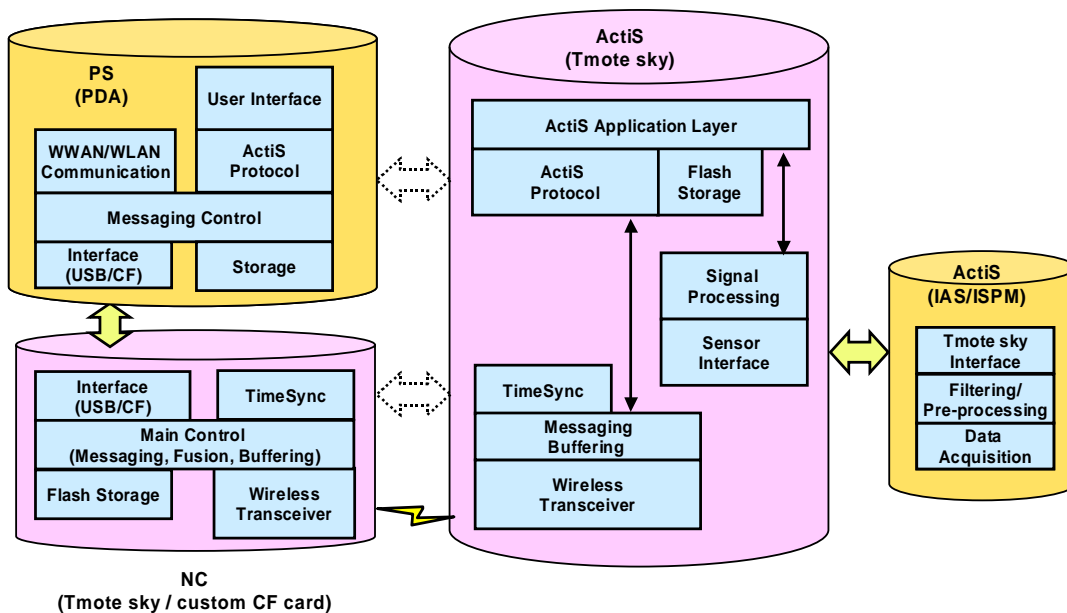 PS
(PDA)
User Interface
WWAN/WLAN
Communication
ActiS
Protocol
Messaging Control
Interface
(USB/CF)
Storage
Interface
(USB/CF)
TimeSync
Main Control
(Messaging, Fusion, Buffering)
Flash Storage
Wireless
Transceiver
NC
(Tmote sky / custom CF card)
ActiS
(Tmote sky)
ActiS Application Layer
ActiS
Protocol
Flash
Storage
Signal
Processing
Sensor
Interface
TimeSync
Messaging
Buffering
Wireless
Transceiver
ActiS
(IAS/ISPM)
Tmote sky
Interface
Filtering/
Pre-processing
Data
Acquisition